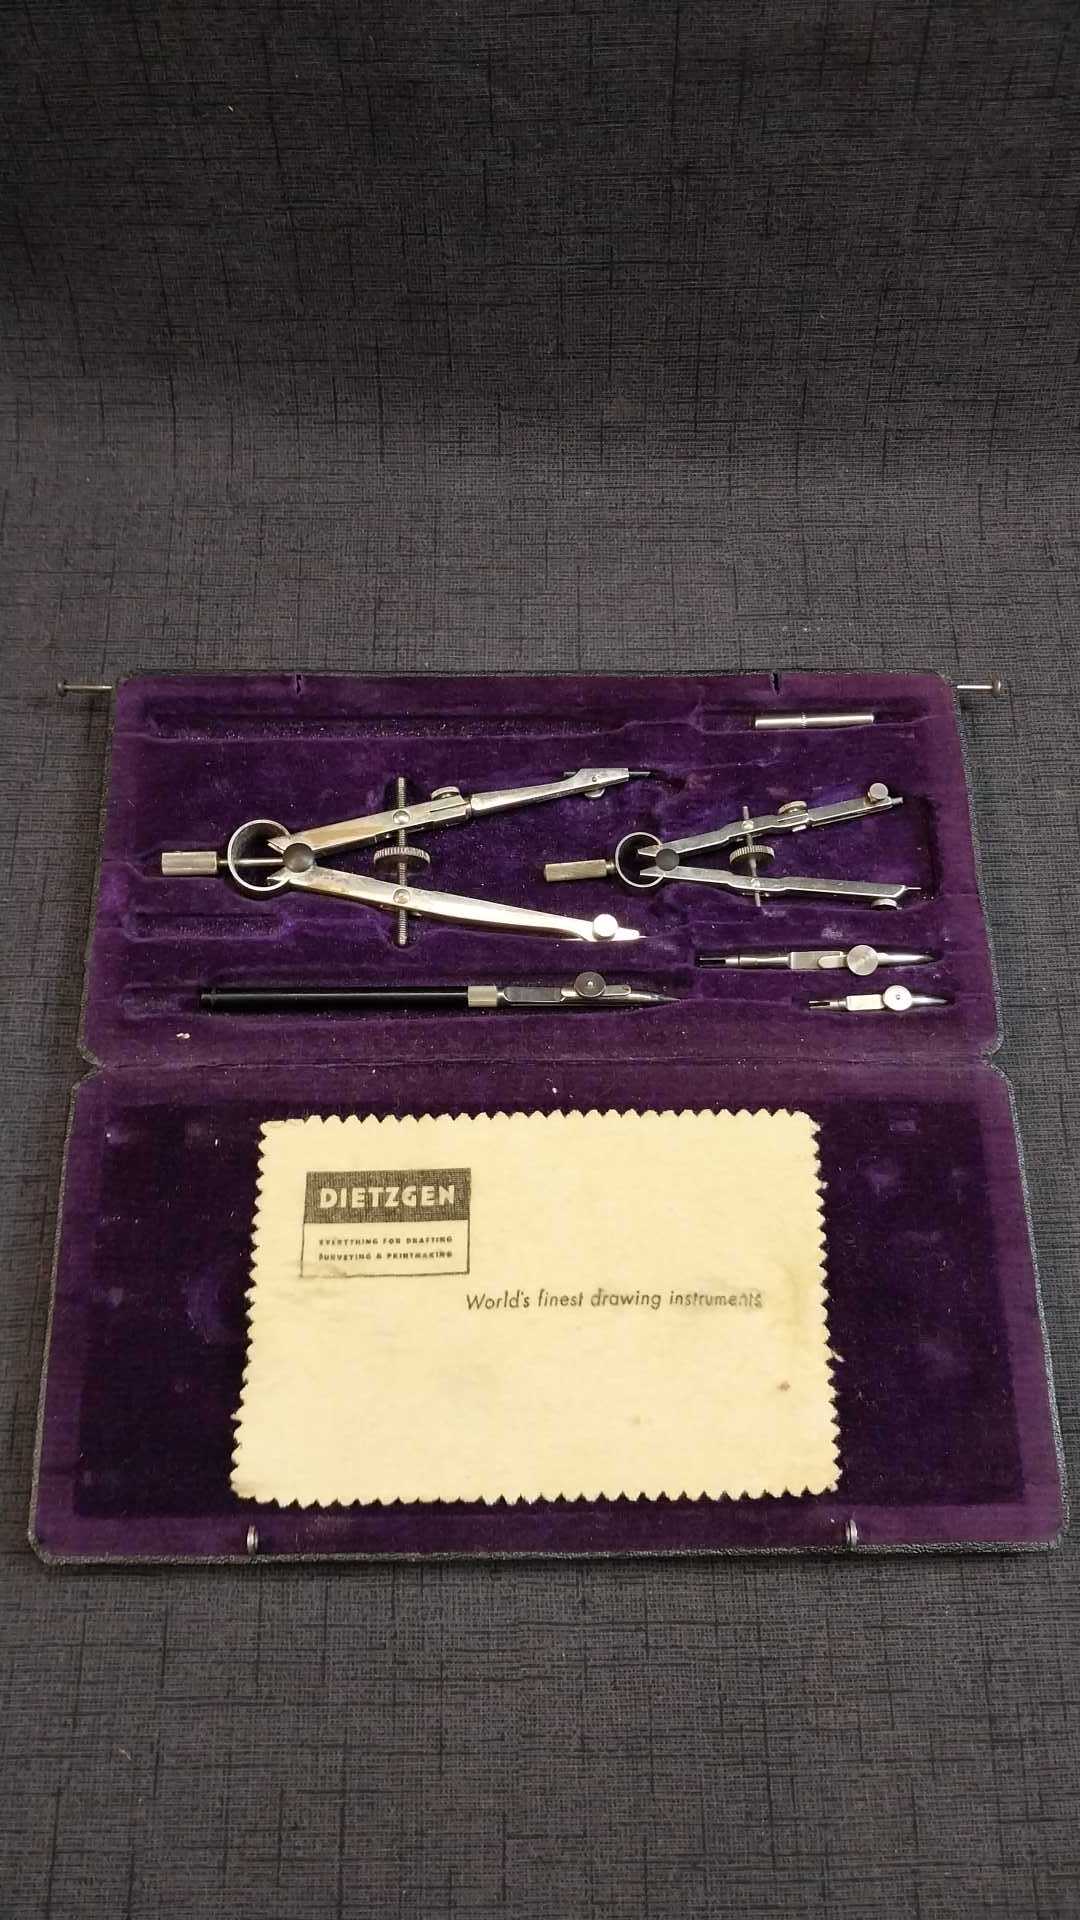 DIETZGEN
EVERYTHING FOR DRAFTING
SURVEYING & PRINTMAKING
World's finest drawing instruments